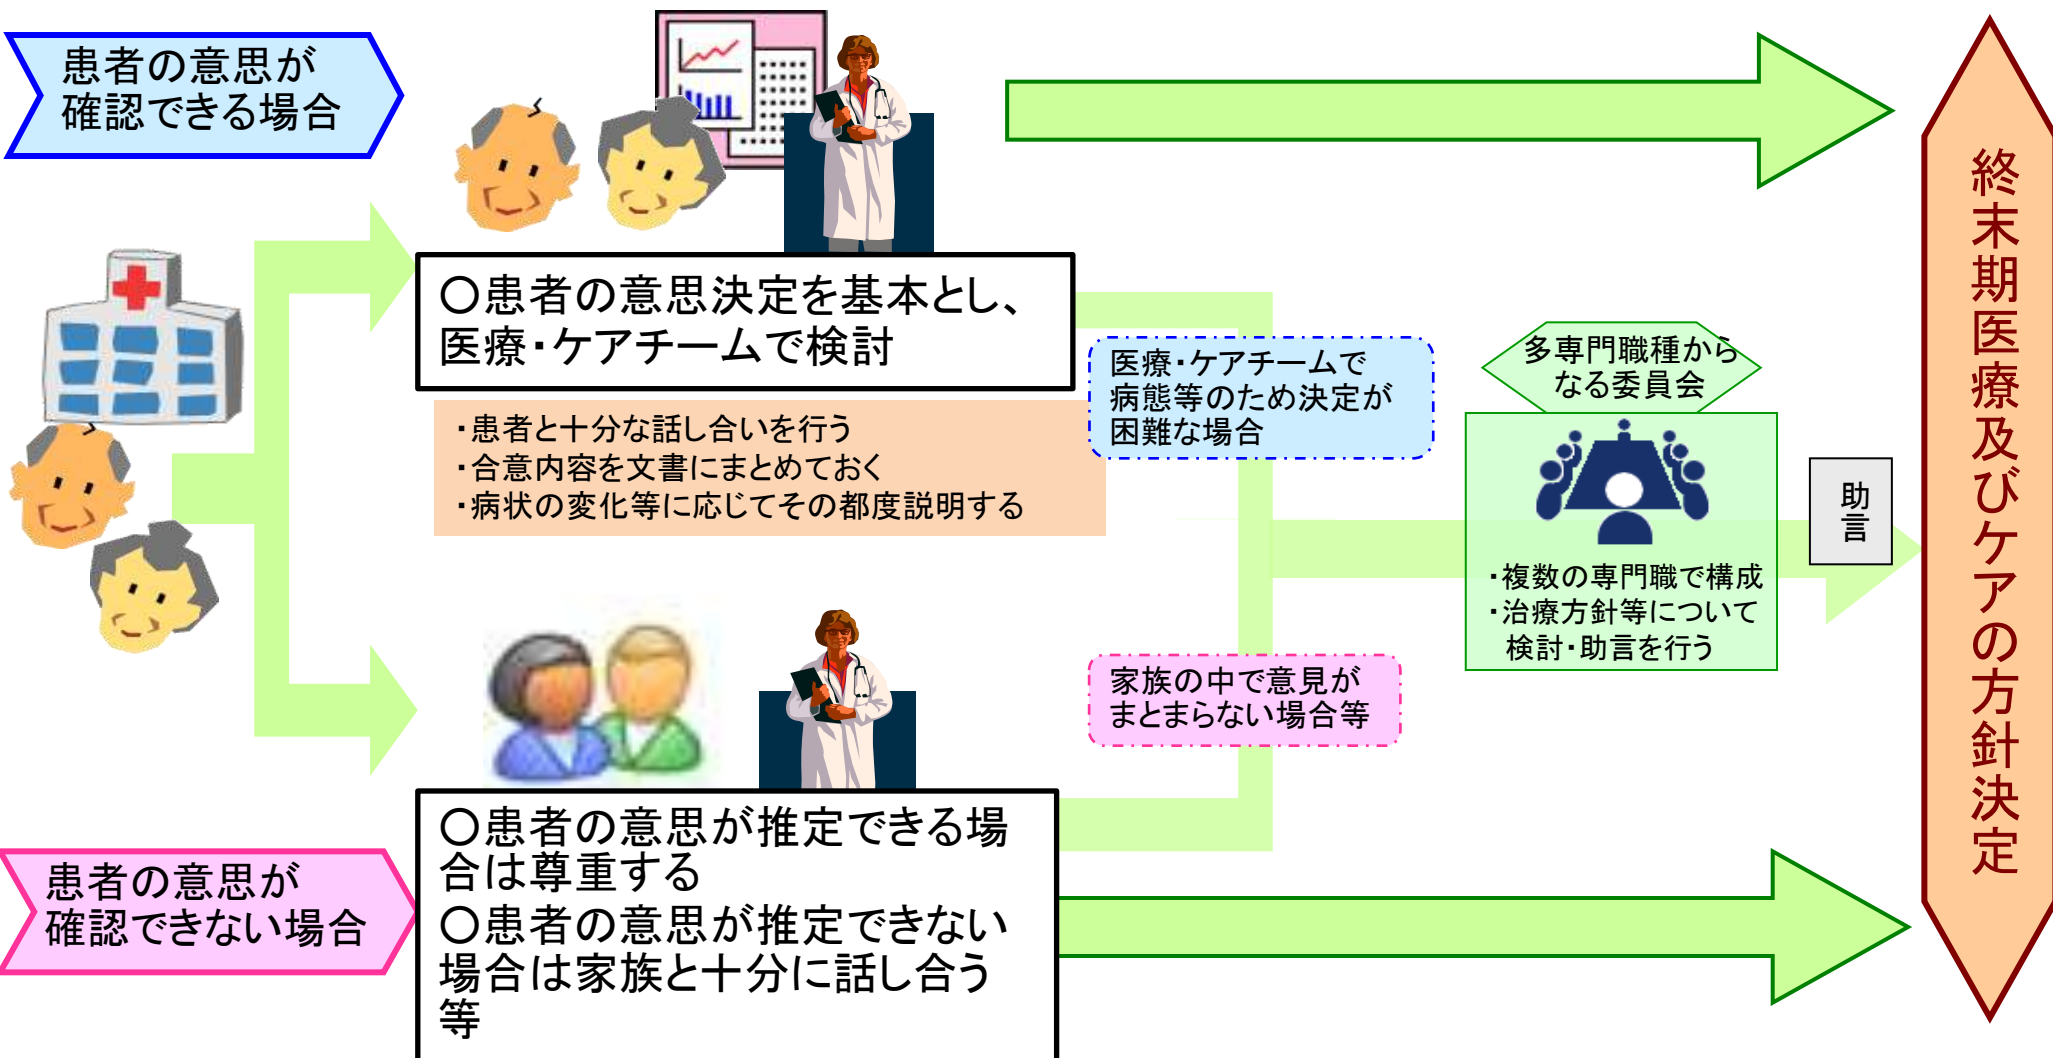 患者の意思が
確認できる場合
○患者の意思決定を基本とし、
医療・ケアチームで検討
・患者と十分な話し合いを行う
・合意内容を文書にまとめておく
・病状の変化等に応じてその都度説明する
医療・ケアチームで
病態等のため決定が
困難な場合
多専門職種から
なる委員会
・複数の専門職で構成
・治療方針等について
検討・助言を行う
助言
家族の中で意見が
まとまらない場合等
患者の意思が
確認できない場合
○患者の意思が推定できる場
合は尊重する
○患者の意思が推定できない
場合は家族と十分に話し合う
等
終末期医療及びケアの方針決定